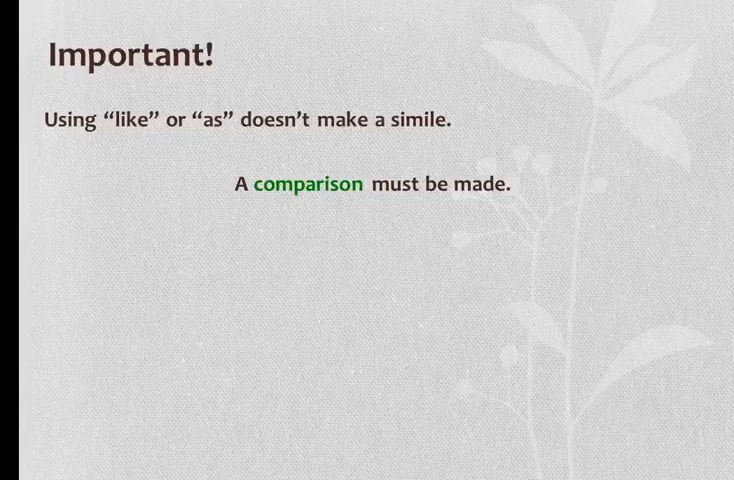 Important!
Using “like” or “as” doesn’t make a simile.
A comparison must be made.